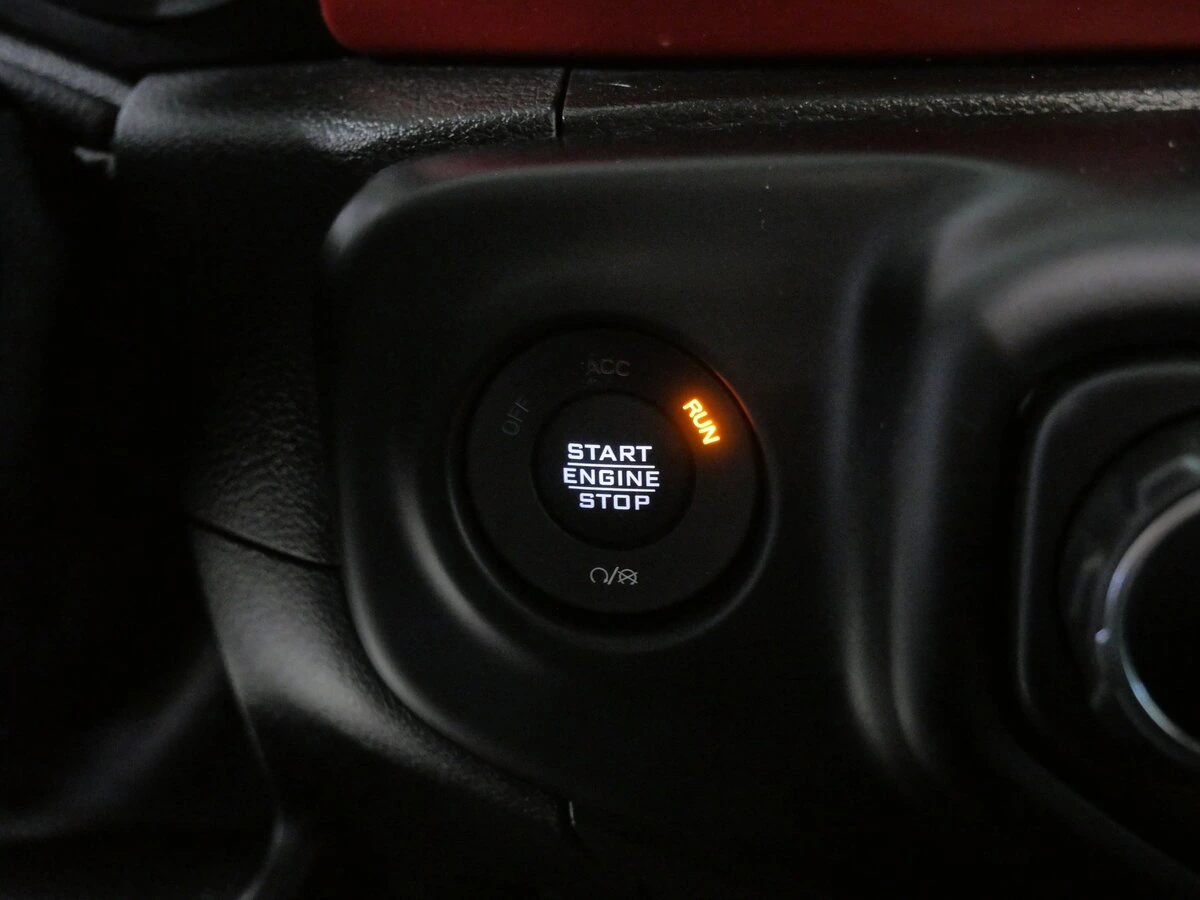 ACC
OFF
RUN
START
ENGINE
STOP